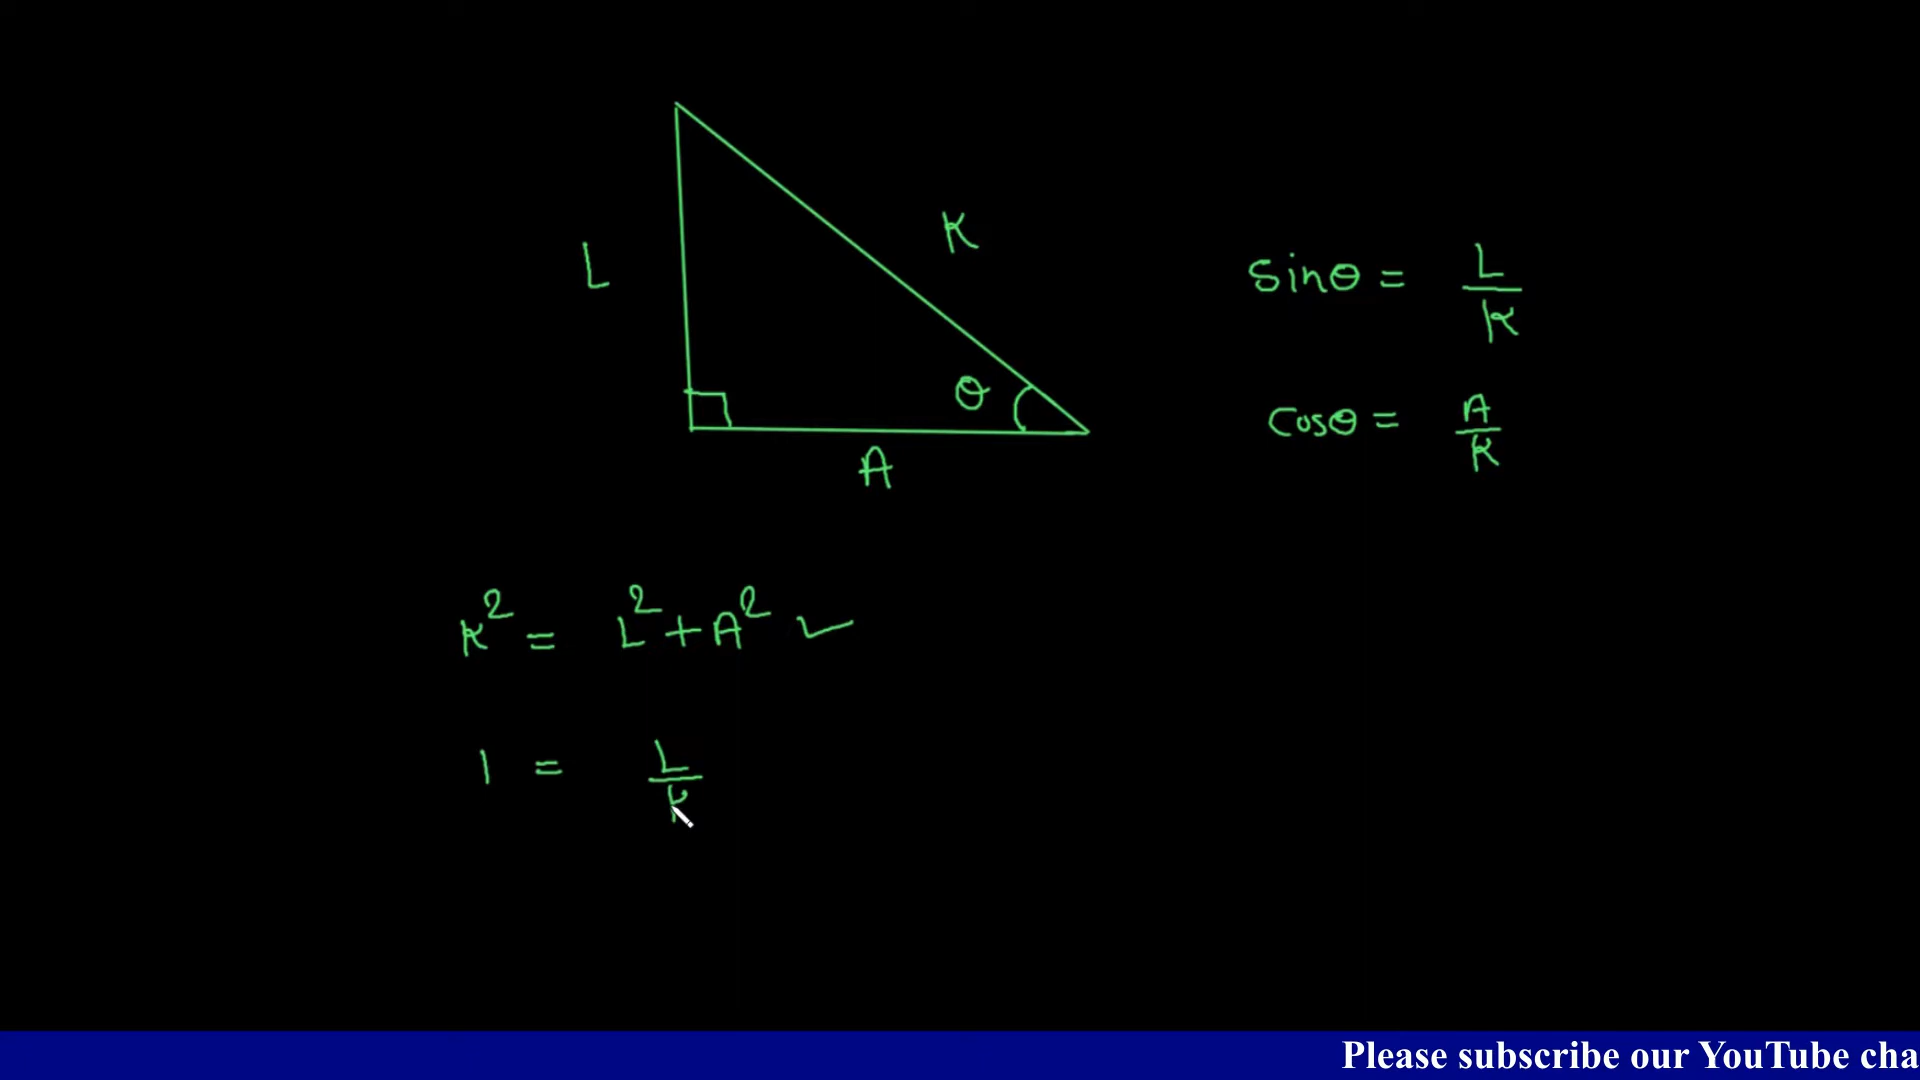 L
K
θ
A
sinθ = L/K
cosθ = A/K
K² = L² + A² ✓
1 = L/K
Please subscribe our YouTube cha